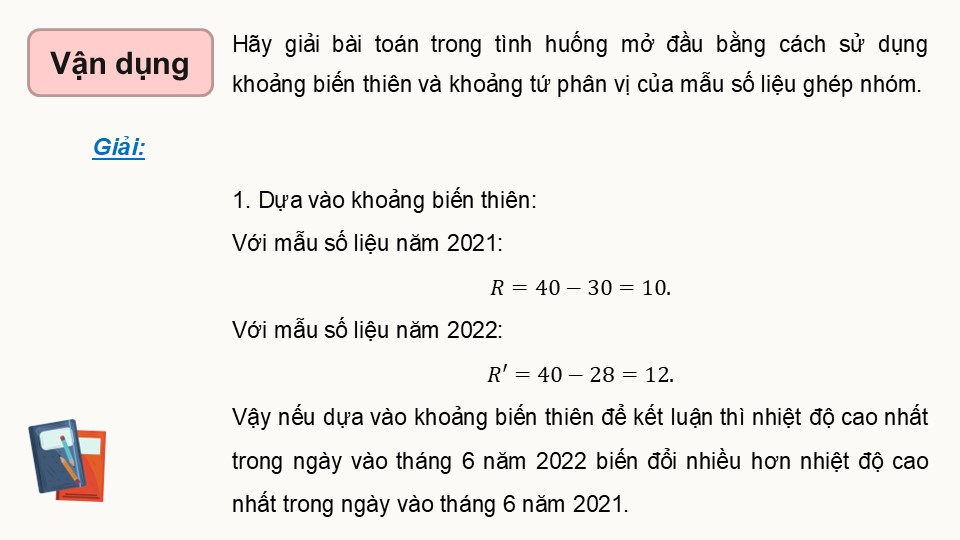 Vận dụng
Hãy giải bài toán trong tình huống mở đầu bằng cách sử dụng
khoảng biến thiên và khoảng tứ phân vị của mẫu số liệu ghép nhóm.
Giải:
1. Dựa vào khoảng biến thiên:
Với mẫu số liệu năm 2021:
R = 40 − 30 = 10.
Với mẫu số liệu năm 2022:
R′ = 40 − 28 = 12.
Vậy nếu dựa vào khoảng biến thiên để kết luận thì nhiệt độ cao nhất
trong ngày vào tháng 6 năm 2022 biến đổi nhiều hơn nhiệt độ cao
nhất trong ngày vào tháng 6 năm 2021.